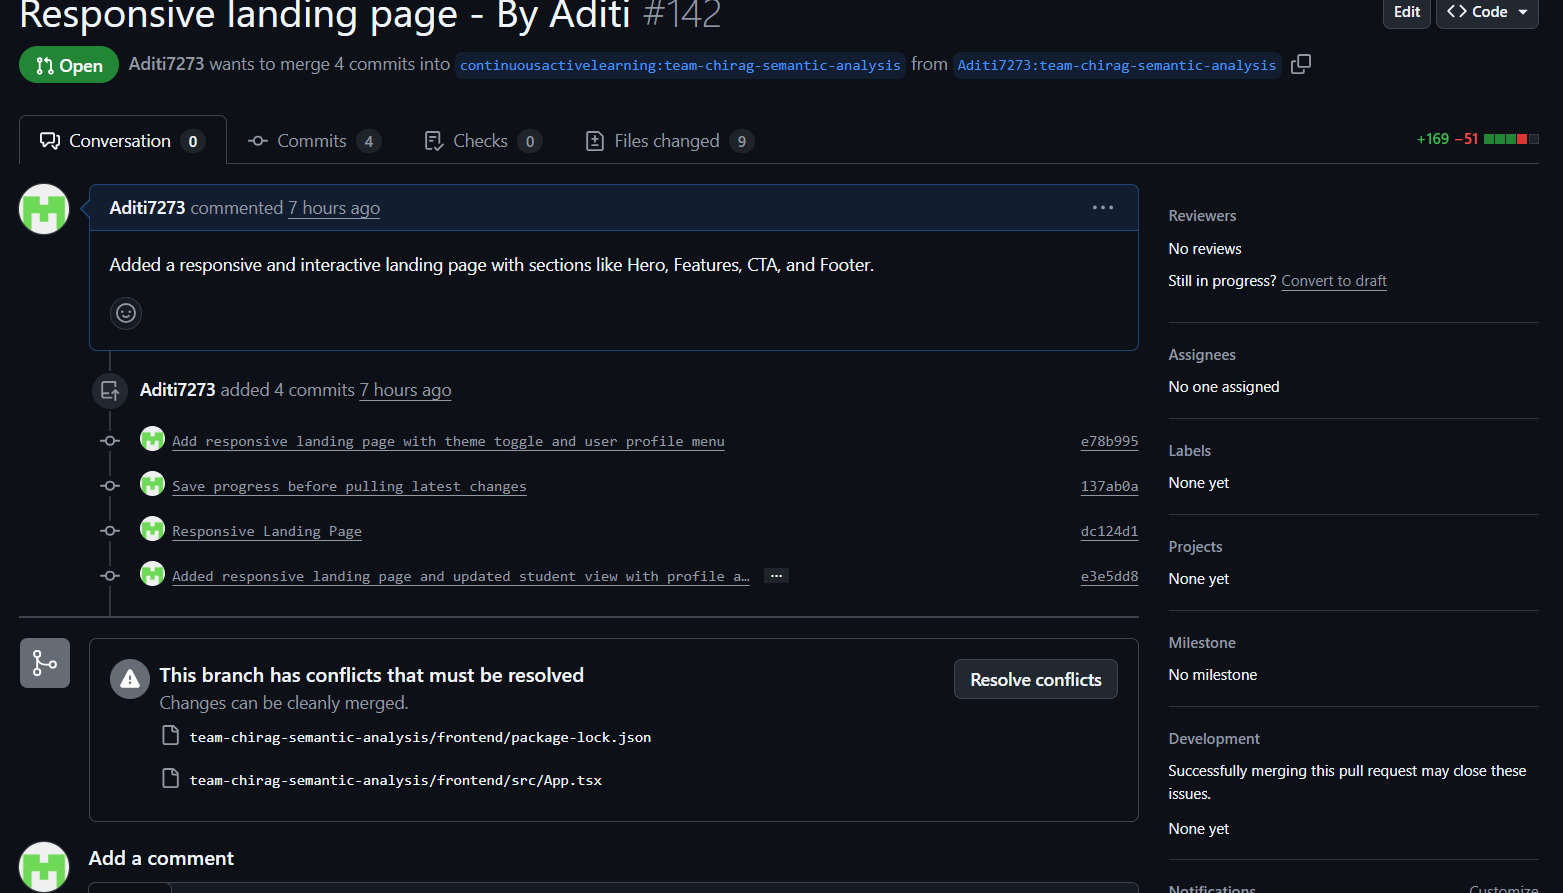 Responsive landing page - By Aditi #142
Edit
Code
Open
Aditi7273 wants to merge 4 commits into continuousactivelearning:team-chirag-semantic-analysis from Aditi7273:team-chirag-semantic-analysis
Conversation 0
Commits 4
Checks 0
Files changed 9
+169 −51
Aditi7273 commented 7 hours ago
Added a responsive and interactive landing page with sections like Hero, Features, CTA, and Footer.
Aditi7273 added 4 commits 7 hours ago
Add responsive landing page with theme toggle and user profile menu e78b995
Save progress before pulling latest changes 137ab0a
Responsive Landing Page dc124d1
Added responsive landing page and updated student view with profile a… e3e5dd8
This branch has conflicts that must be resolved
Changes can be cleanly merged.
Resolve conflicts
team-chirag-semantic-analysis/frontend/package-lock.json
team-chirag-semantic-analysis/frontend/src/App.tsx
Add a comment
Reviewers
No reviews
Still in progress? Convert to draft
Assignees
No one assigned
Labels
None yet
Projects
None yet
Milestone
No milestone
Development
Successfully merging this pull request may close these
issues.
None yet
Notifications
Customize